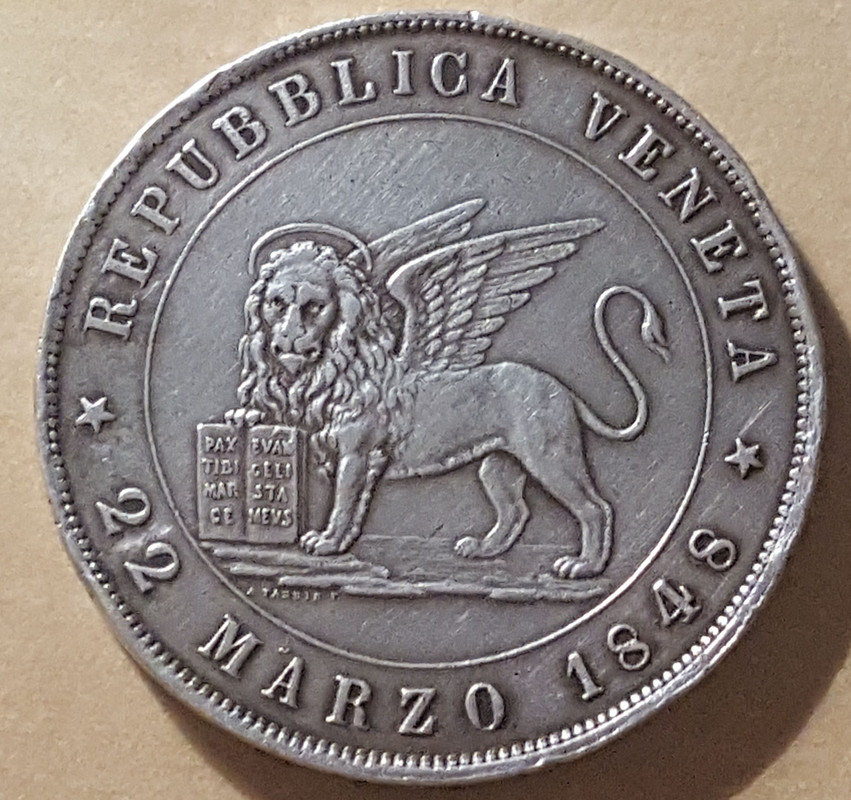 REPUBBLICA VENETA
PAX EVAN
TIBI GELI
MAR STA
CE MEVS
22 MARZO 1848